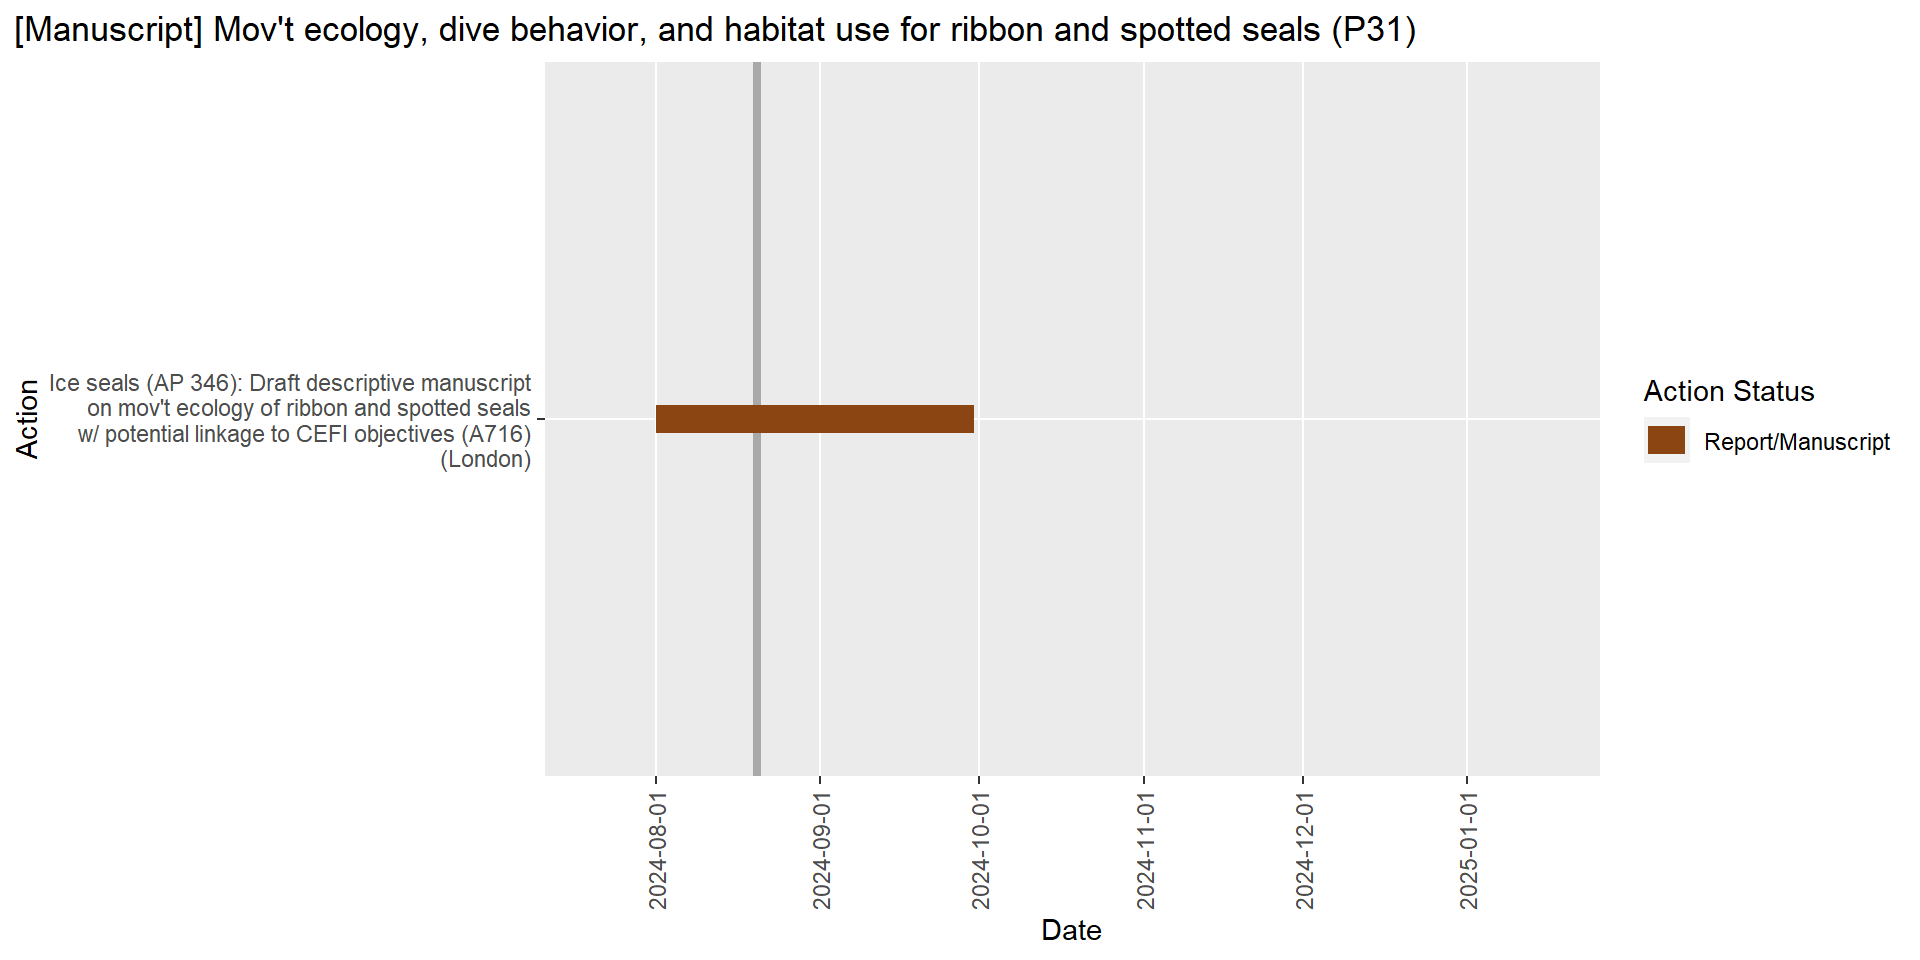 [Manuscript] Mov't ecology, dive behavior, and habitat use for ribbon and spotted seals (P31)
Action
Ice seals (AP 346): Draft descriptive manuscript
on mov't ecology of ribbon and spotted seals
w/ potential linkage to CEFI objectives (A716)
(London)
2024-08-01
2024-09-01
2024-10-01
2024-11-01
2024-12-01
2025-01-01
Date
Action Status
Report/Manuscript